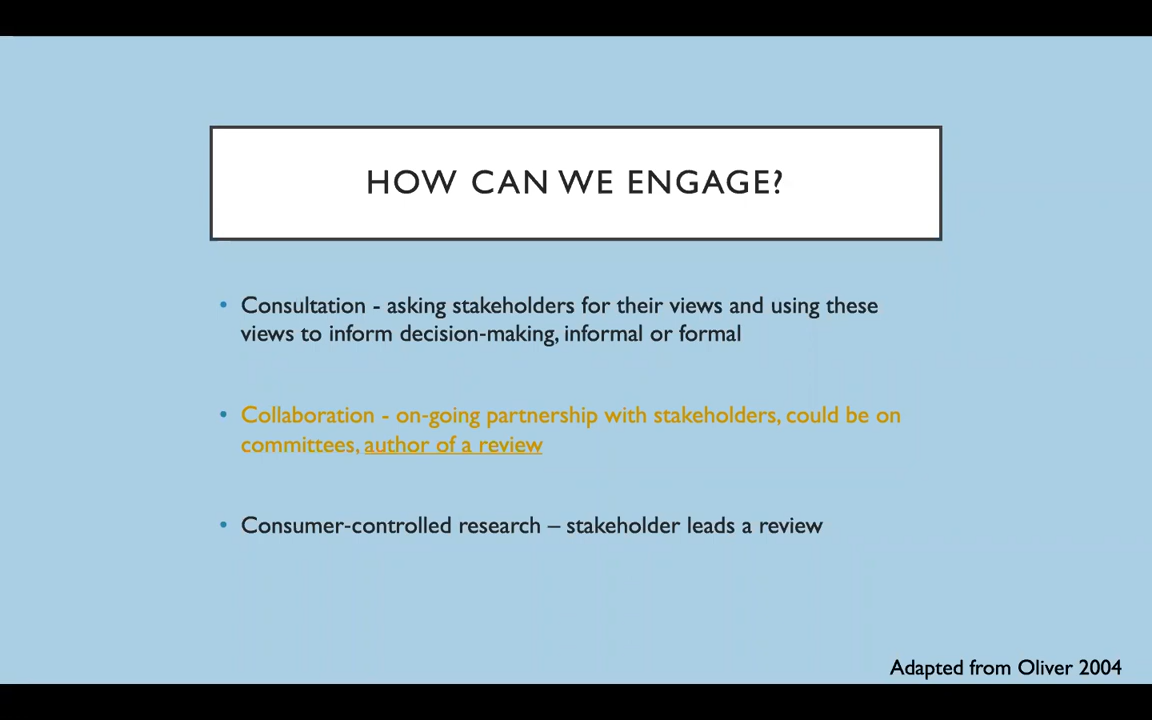 HOW CAN WE ENGAGE?
• Consultation - asking stakeholders for their views and using these
views to inform decision-making, informal or formal
• Collaboration - on-going partnership with stakeholders, could be on
committees, author of a review
• Consumer-controlled research – stakeholder leads a review
Adapted from Oliver 2004